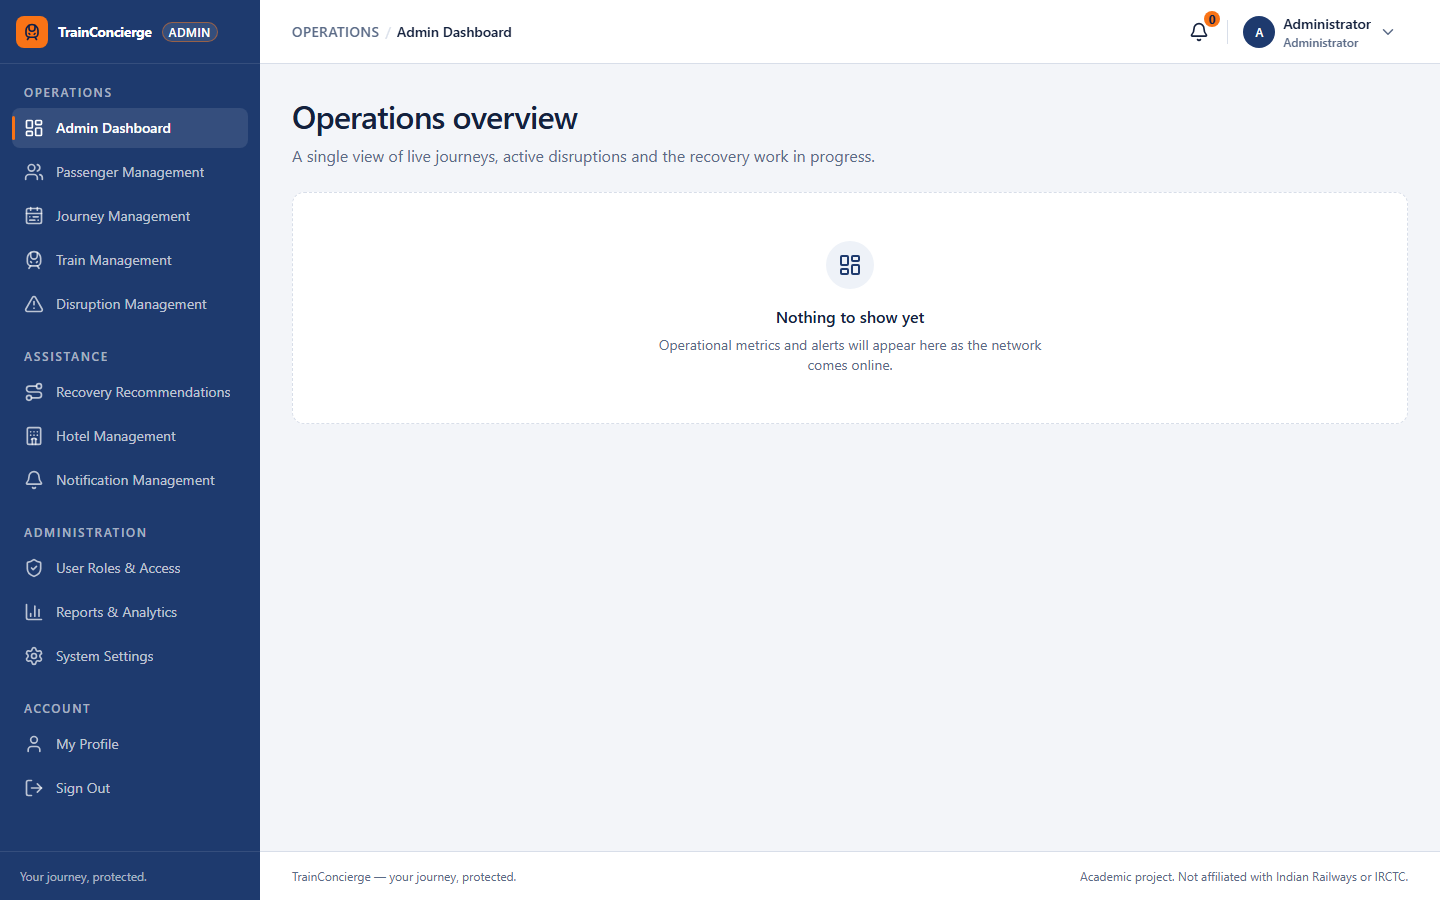 TrainConcierge ADMIN
OPERATIONS / Admin Dashboard
0
A
Administrator
Administrator
OPERATIONS
Admin Dashboard
Passenger Management
Journey Management
Train Management
Disruption Management
ASSISTANCE
Recovery Recommendations
Hotel Management
Notification Management
ADMINISTRATION
User Roles & Access
Reports & Analytics
System Settings
ACCOUNT
My Profile
Sign Out
Your journey, protected.
Operations overview
A single view of live journeys, active disruptions and the recovery work in progress.
Nothing to show yet
Operational metrics and alerts will appear here as the network
comes online.
TrainConcierge — your journey, protected.
Academic project. Not affiliated with Indian Railways or IRCTC.